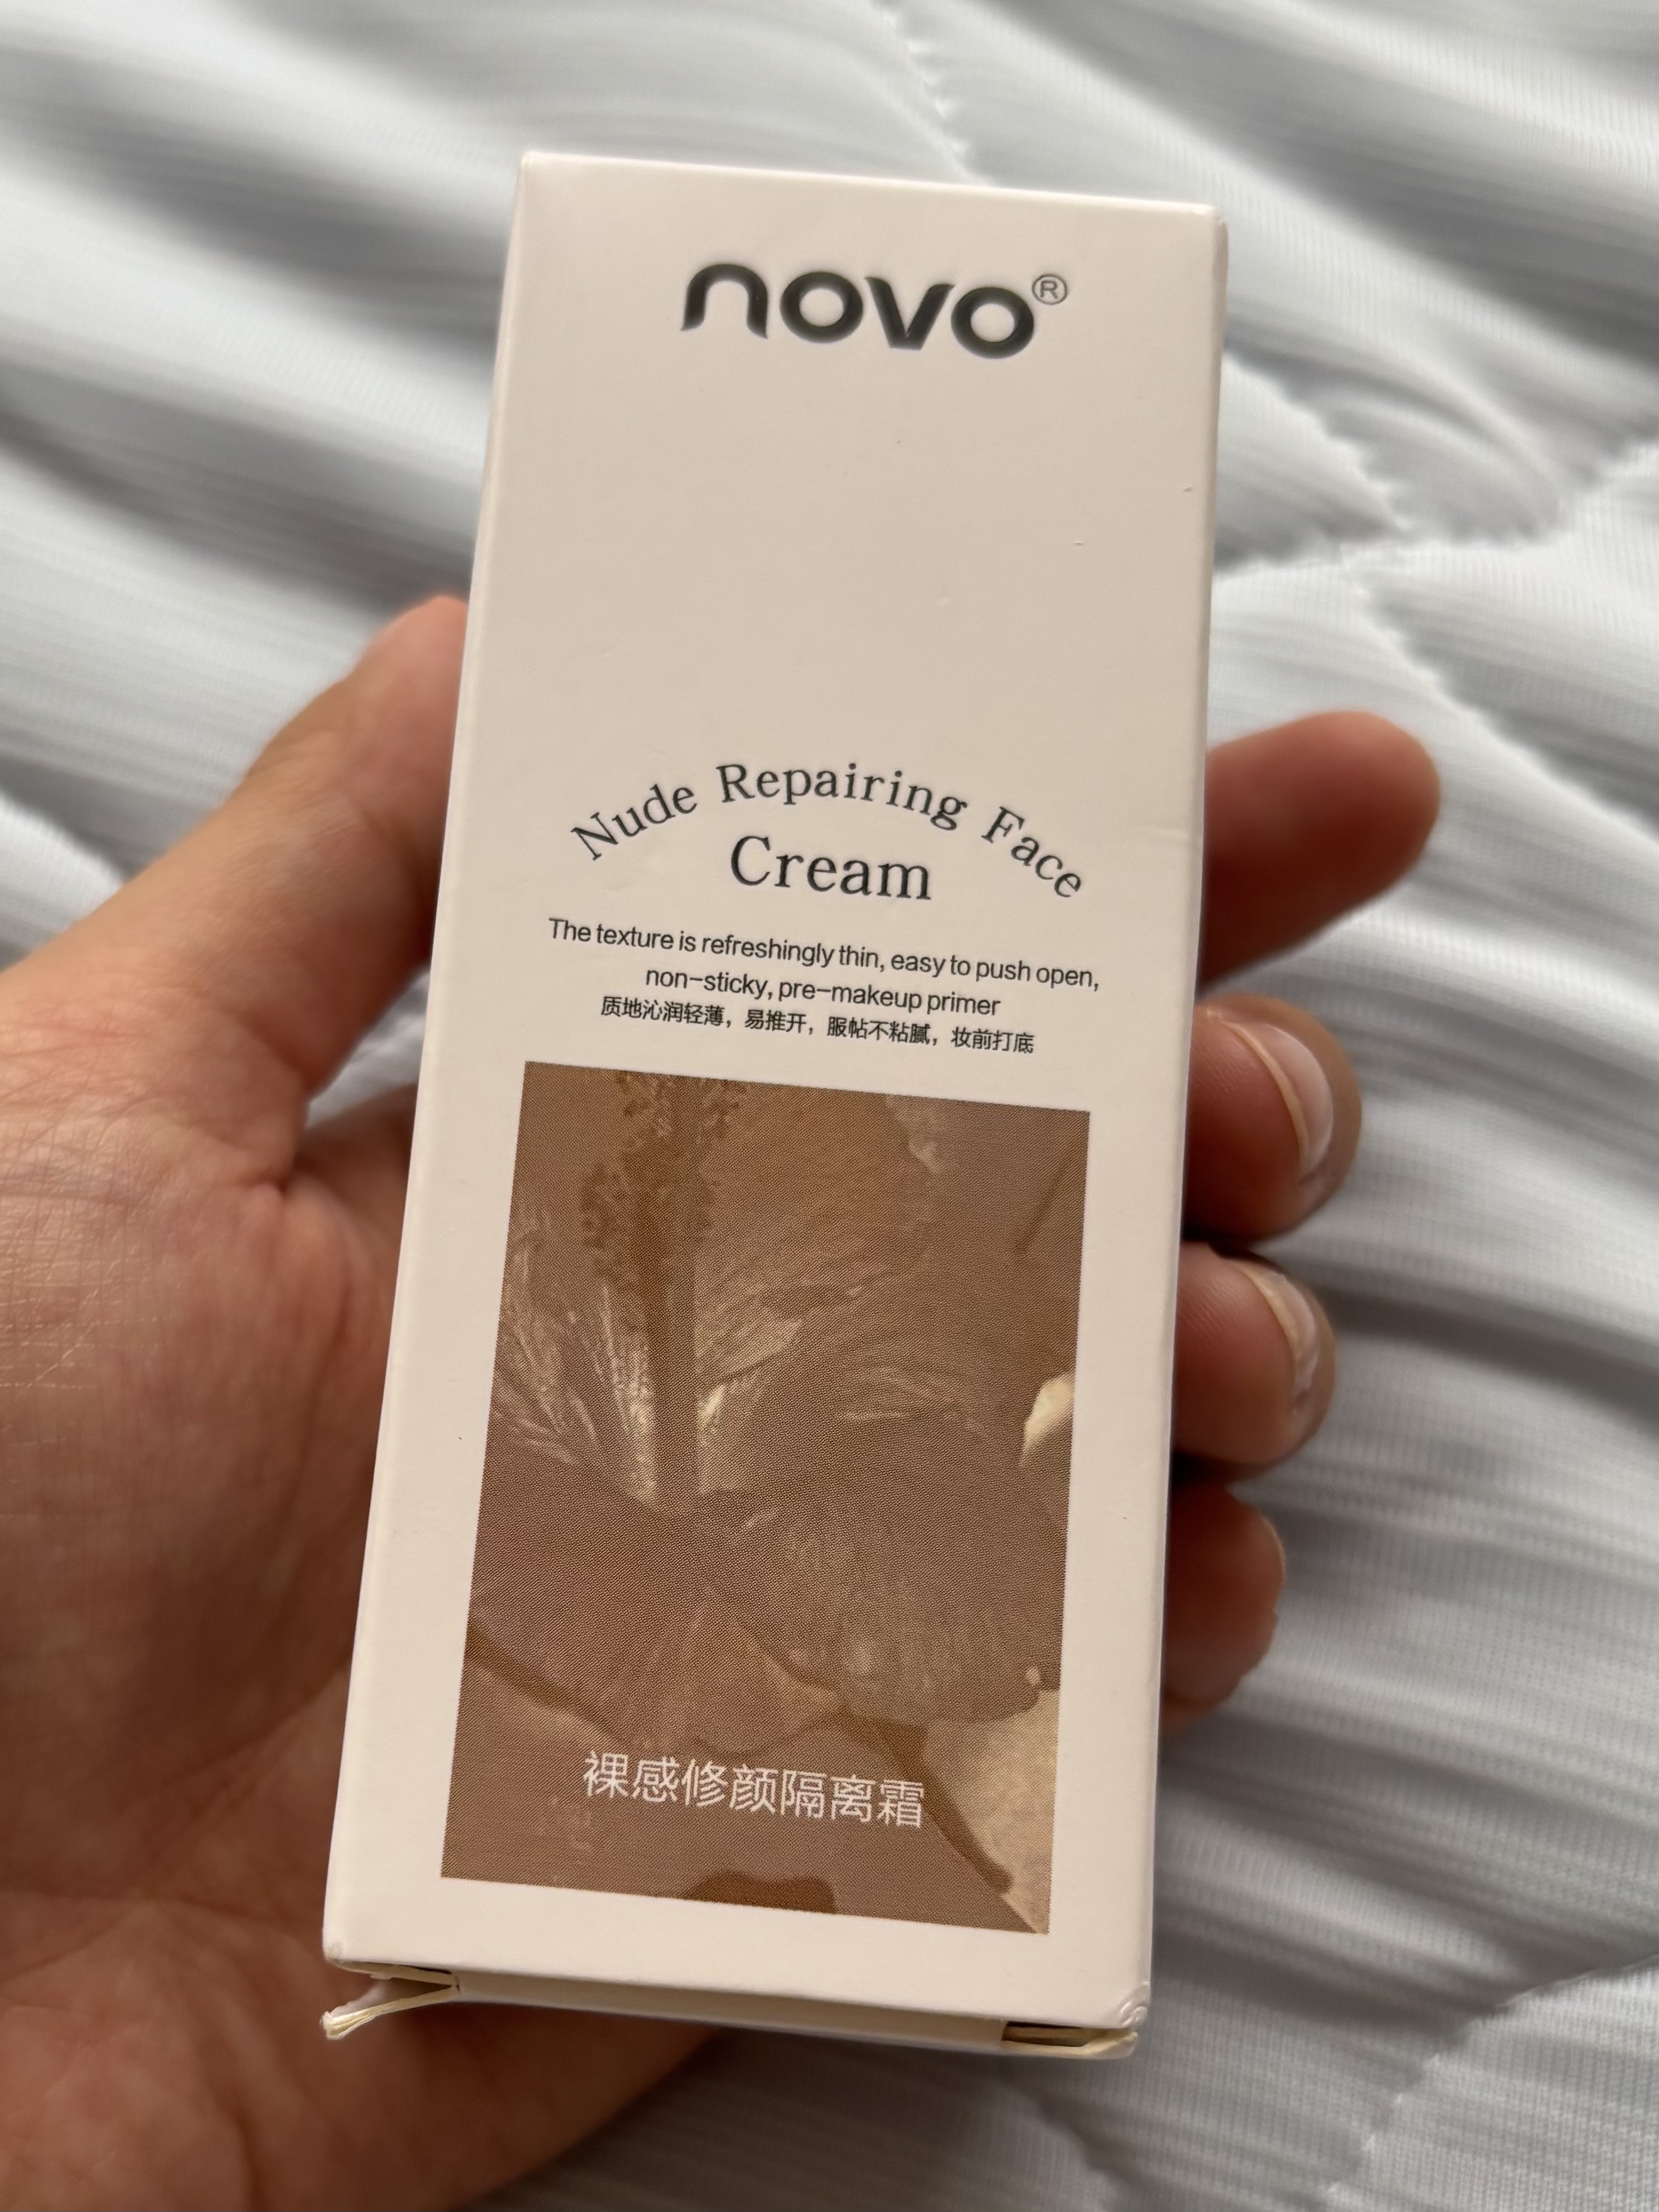 novo®
Nude Repairing Face
Cream
The texture is refreshingly thin, easy to push open,
non-sticky, pre-makeup primer
质地沁润轻薄，易推开，服帖不粘腻，妆前打底
裸感修颜隔离霜